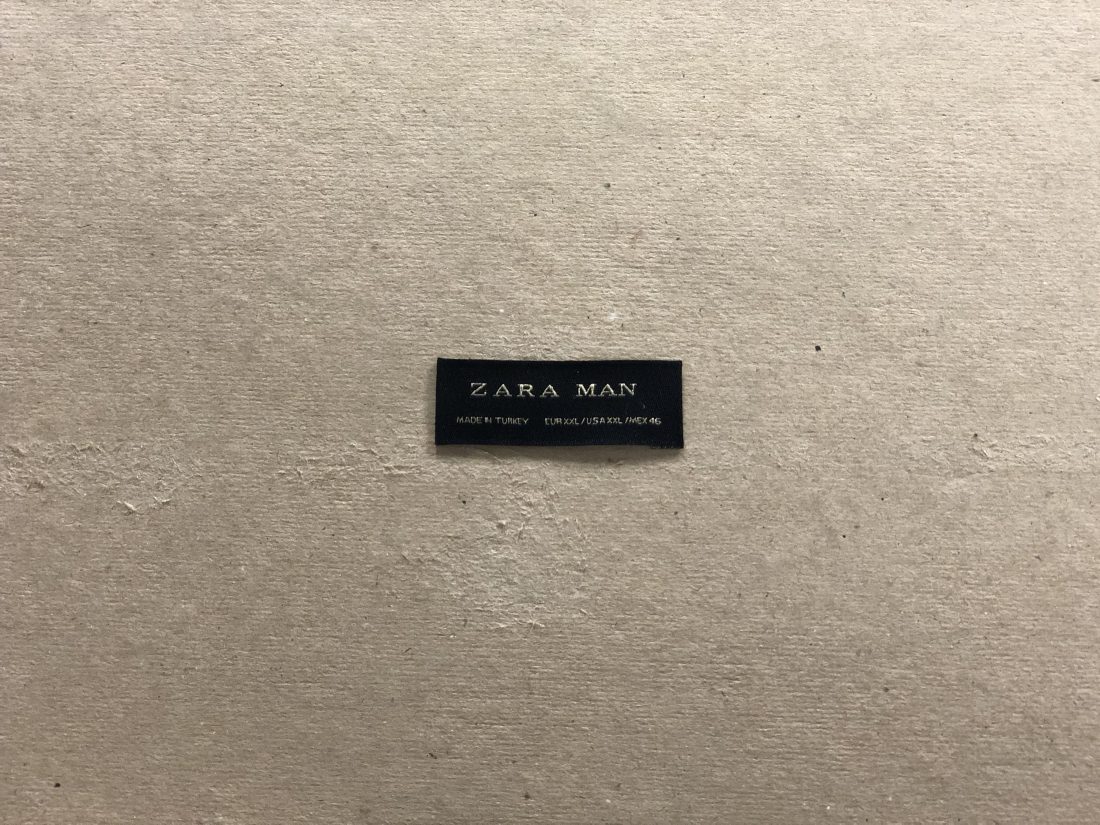 ZARA MAN
MADE IN TURKEY EUR XXL / USA XXL / MEX 46